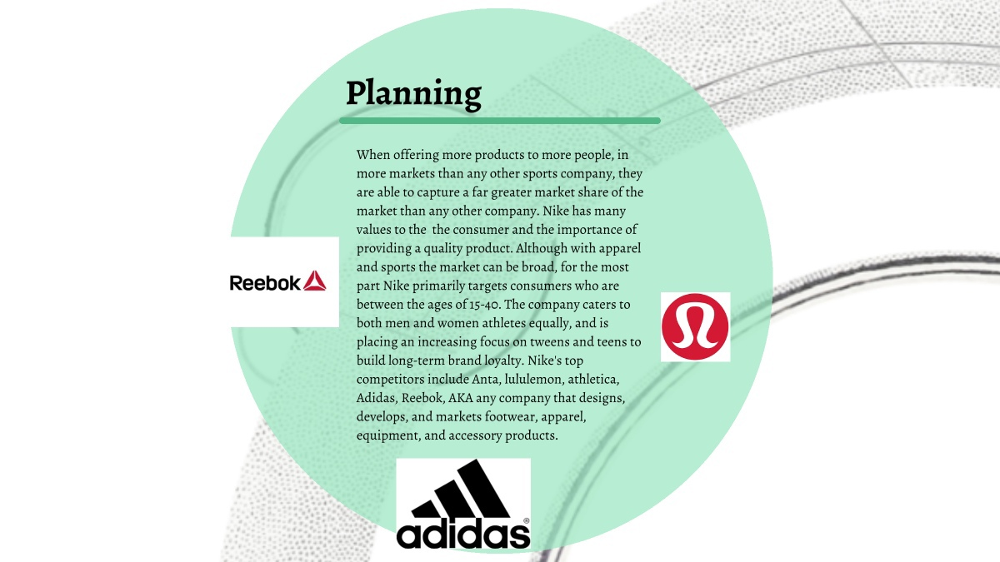 Planning
When offering more products to more people, in
more markets than any other sports company, they
are able to capture a far greater market share of the
market than any other company. Nike has many
values to the  the consumer and the importance of
providing a quality product. Although with apparel
and sports the market can be broad, for the most
part Nike primarily targets consumers who are
between the ages of 15-40. The company caters to
both men and women athletes equally, and is
placing an increasing focus on tweens and teens to
build long-term brand loyalty. Nike's top
competitors include Anta, lululemon, athletica,
Adidas, Reebok, AKA any company that designs,
develops, and markets footwear, apparel,
equipment, and accessory products.
Reebok
adidas®